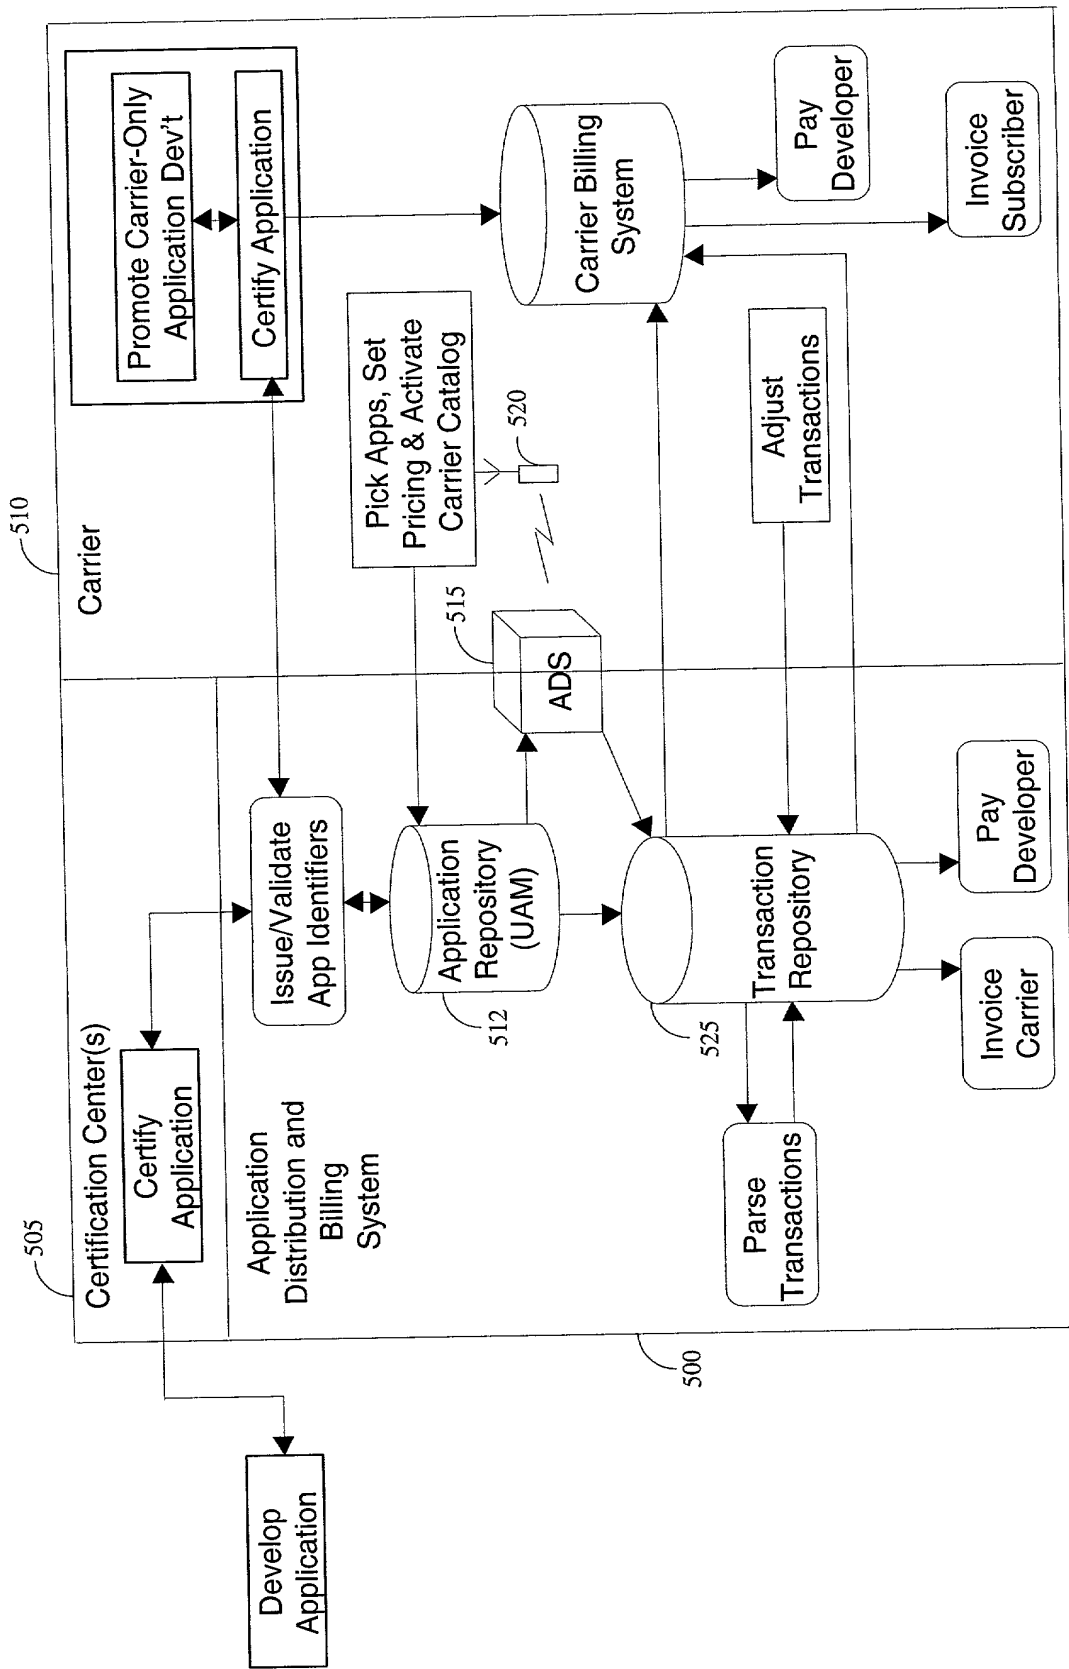 505
Certification Center(s)
Certify
Application
510
Carrier
Promote Carrier-Only
Application Dev't
Certify Application
Develop
Application
Application
Distribution and
Billing
System
Issue/Validate
App Identifiers
Pick Apps, Set
Pricing & Activate
Carrier Catalog
Application
Repository
(UAM)
512
515
ADS
520
Carrier Billing
System
Parse
Transactions
525
Transaction
Repository
Adjust
Transactions
Pay
Developer
500
Invoice
Carrier
Pay
Developer
Invoice
Subscriber